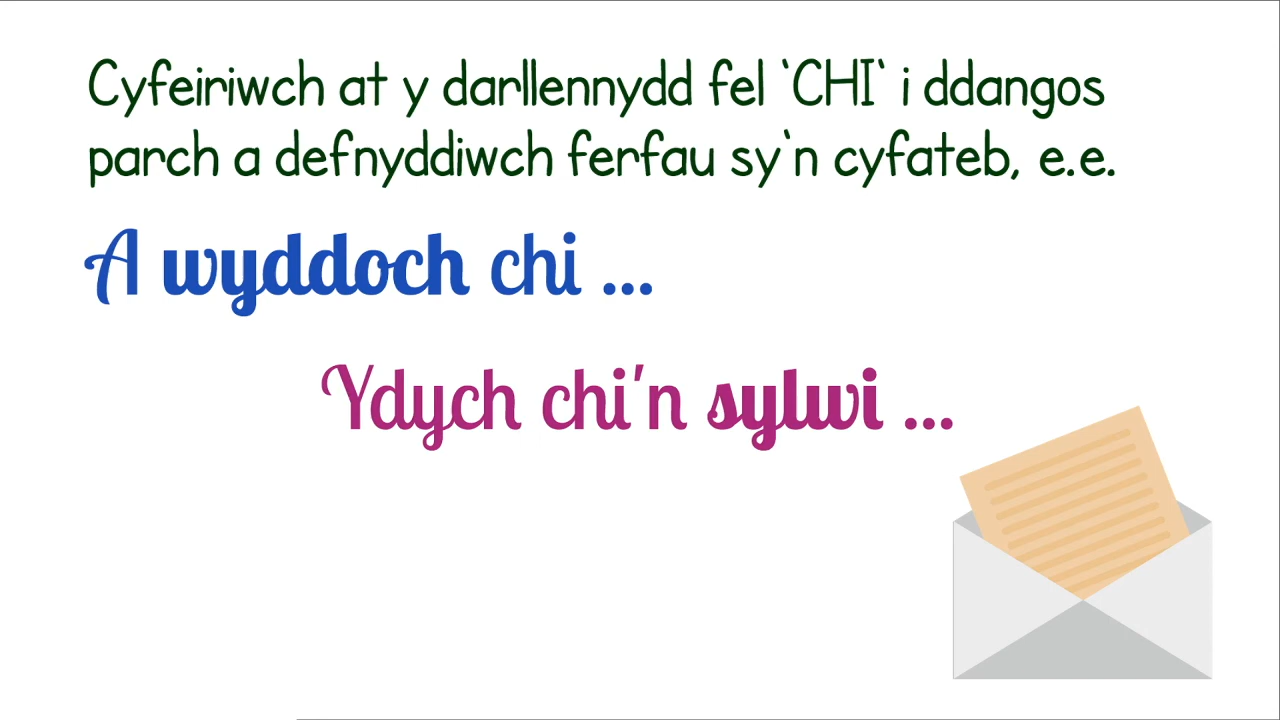 Cyfeiriwch at y darllennydd fel `CHI` i ddangos
parch a defnyddiwch ferfau sy`n cyfateb, e.e.
A wyddoch chi ...
Ydych chi'n sylwi ...